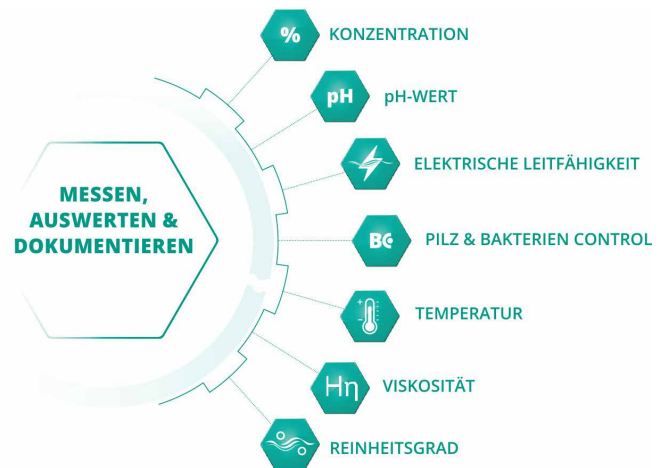 % KONZENTRATION
pH pH-WERT
ELEKTRISCHE LEITFÄHIGKEIT
MESSEN,
AUSWERTEN &
DOKUMENTIEREN
BC PILZ & BAKTERIEN CONTROL
TEMPERATUR
Hη VISKOSITÄT
REINHEITSGRAD